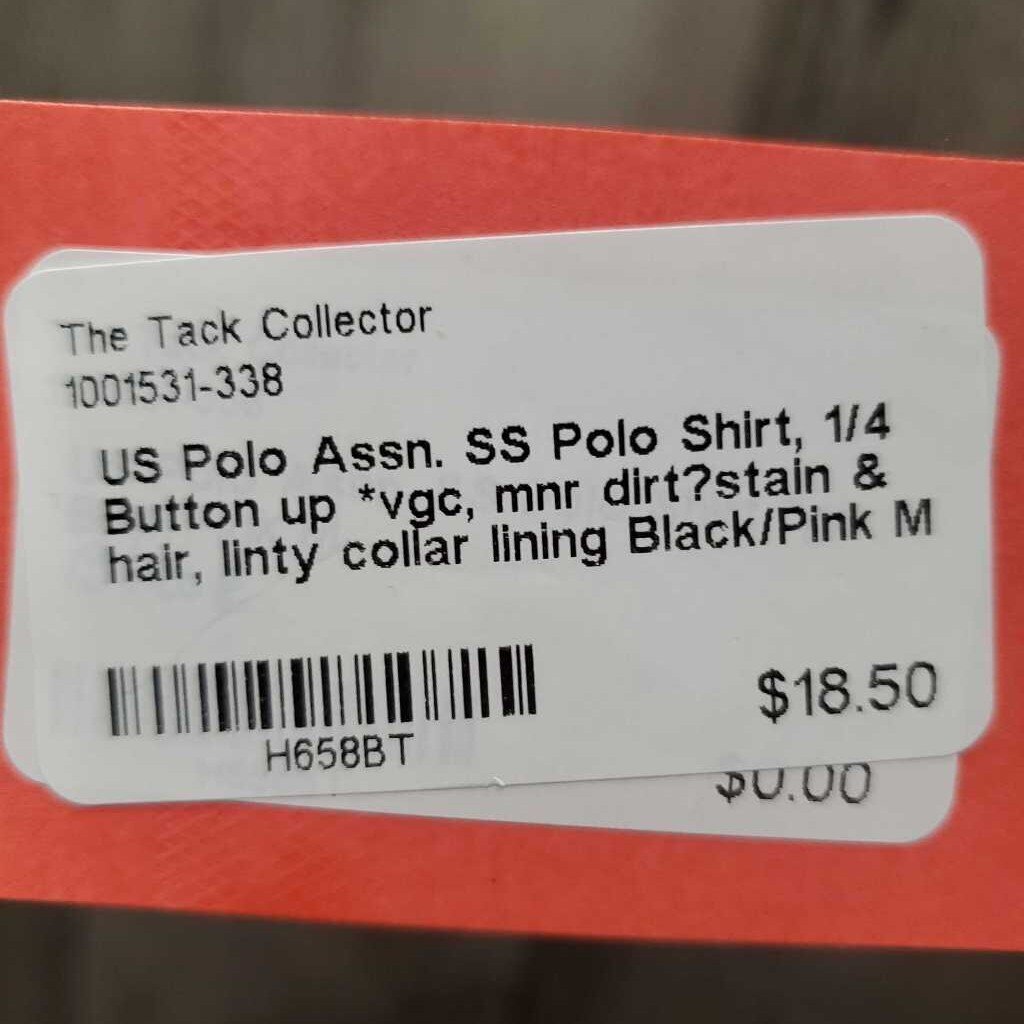 The Tack Collector
1001531-338
US Polo Assn. SS Polo Shirt, 1/4
Button up *vgc, mnr dirt?stain &
hair, linty collar lining Black/Pink M
$18.50
H658BT
$0.00